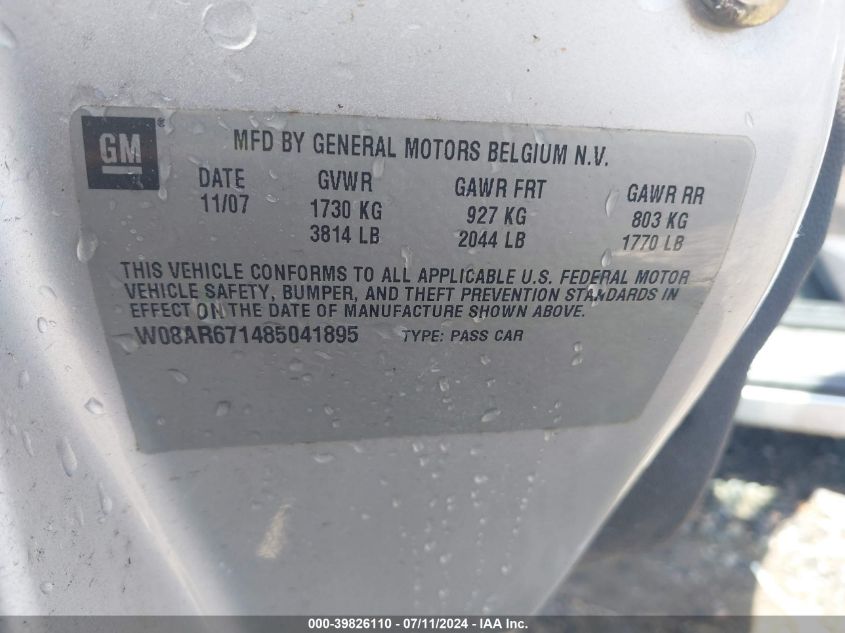 GM ®
MFD BY GENERAL MOTORS BELGIUM N.V.
DATE GVWR GAWR FRT GAWR RR
11/07 1730 KG 927 KG 803 KG
3814 LB 2044 LB 1770 LB
THIS VEHICLE CONFORMS TO ALL APPLICABLE U.S. FEDERAL MOTOR
VEHICLE SAFETY, BUMPER, AND THEFT PREVENTION STANDARDS IN
EFFECT ON THE DATE OF MANUFACTURE SHOWN ABOVE.
W08AR671485041895 TYPE: PASS CAR
000-39826110 - 07/11/2024 - IAA Inc.